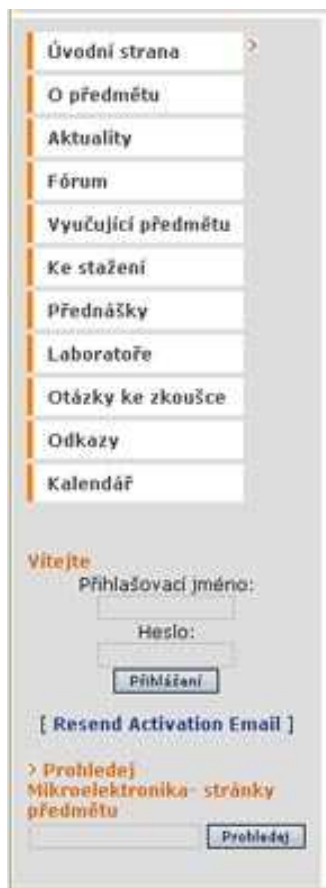 Úvodní strana >
O předmětu
Aktuality
Fórum
Vyučující předmětu
Ke stažení
Přednášky
Laboratoře
Otázky ke zkoušce
Odkazy
Kalendář
Vítejte
Přihlašovací jméno:
Heslo:
Přihlášení
[ Resend Activation Email ]
> Prohledej
Mikroelektronika- stránky
předmětu
Prohledej